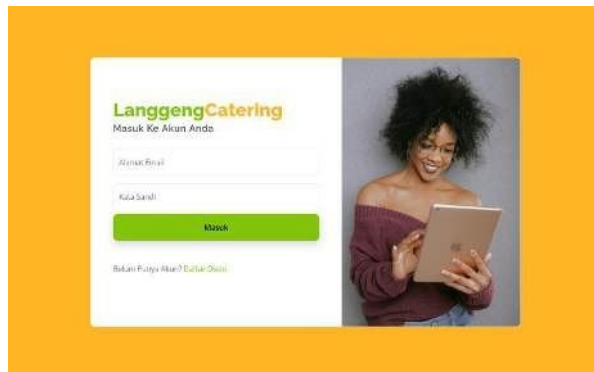 LanggengCatering
Masuk Ke Akun Anda
Alamat Email
Kata Sandi
Masuk
Belum Punya Akun? Daftar Disini